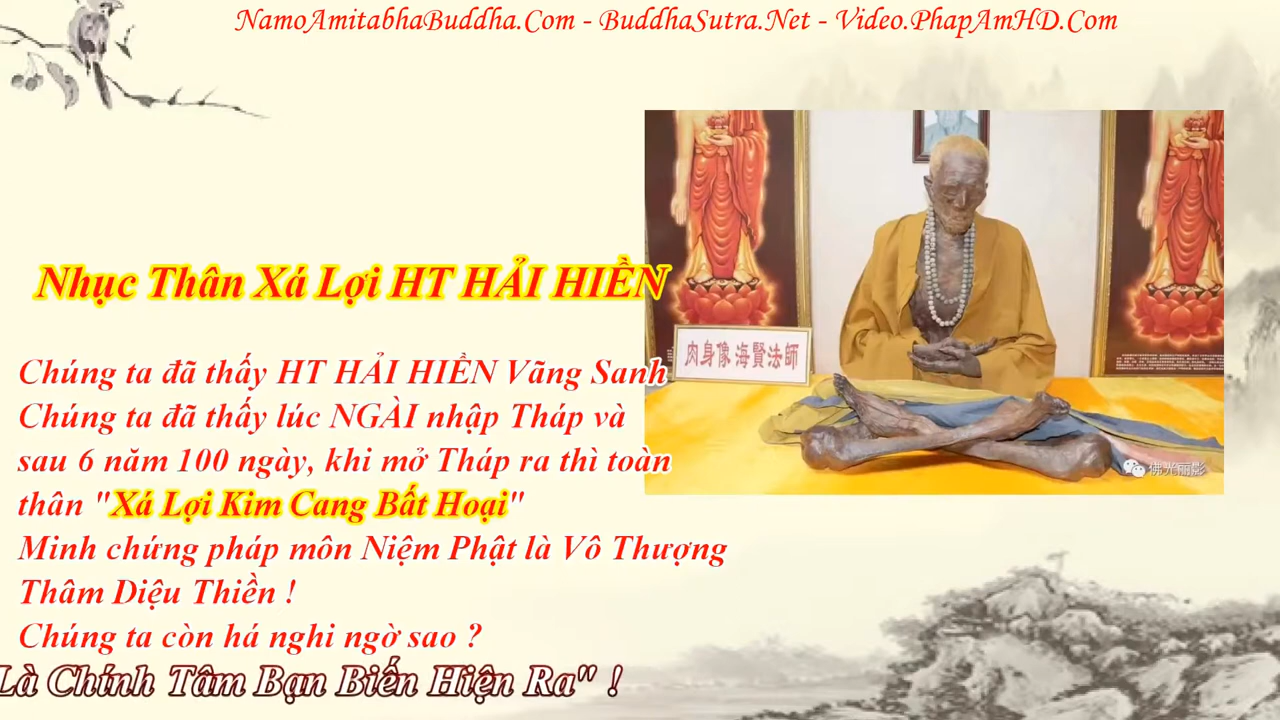 NamoAmitabhaBuddha.Com - BuddhaSutra.Net - Video.PhapAmHD.Com
Nhục Thân Xá Lợi HT HẢI HIỀN
肉身像 海賢法師
Chúng ta đã thấy HT HẢI HIỀN Vãng Sanh
Chúng ta đã thấy lúc NGÀI nhập Tháp và
sau 6 năm 100 ngày, khi mở Tháp ra thì toàn
thân "Xá Lợi Kim Cang Bất Hoại"
佛光丽影
Minh chứng pháp môn Niệm Phật là Vô Thượng
Thâm Diệu Thiền !
Chúng ta còn há nghi ngờ sao ?
Là Chính Tâm Bạn Biến Hiện Ra" !